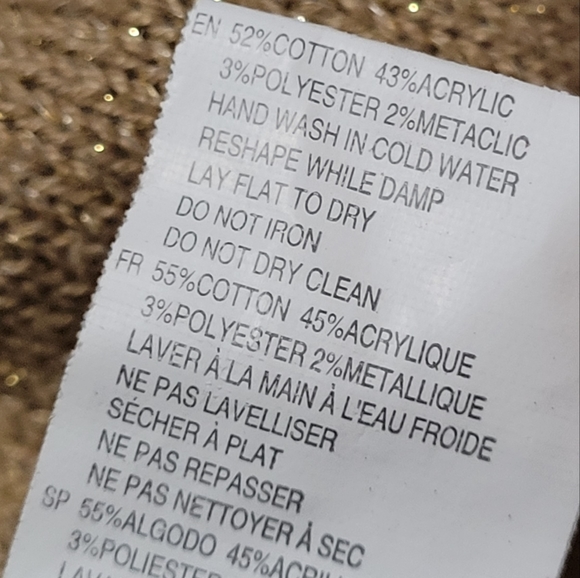 EN 52%COTTON 43%ACRYLIC
3%POLYESTER 2%METACLIC
HAND WASH IN COLD WATER
RESHAPE WHILE DAMP
LAY FLAT TO DRY
DO NOT IRON
DO NOT DRY CLEAN
FR 55%COTTON 45%ACRYLIQUE
3%POLYESTER 2%METALLIQUE
LAVER À LA MAIN À L'EAU FROIDE
NE PAS LAVELLISER
SÉCHER À PLAT
NE PAS REPASSER
NE PAS NETTOYER À SEC
SP 55%ALGODO 45%ACRI
3%POLIESTER